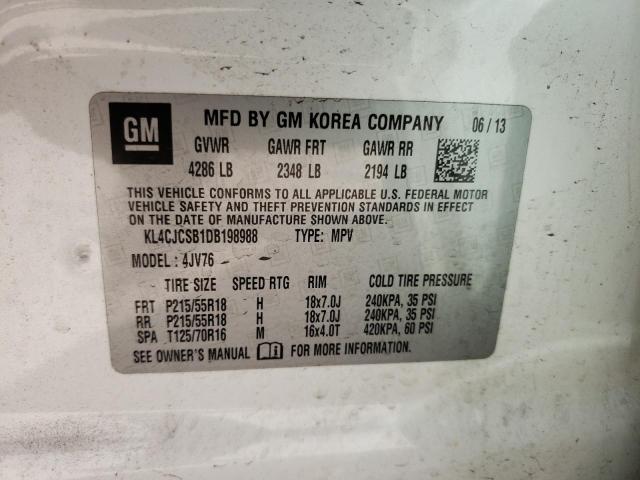 GM MFD BY GM KOREA COMPANY 06 / 13
GVWR GAWR FRT GAWR RR
4286 LB 2348 LB 2194 LB
THIS VEHICLE CONFORMS TO ALL APPLICABLE U.S. FEDERAL MOTOR
VEHICLE SAFETY AND THEFT PREVENTION STANDARDS IN EFFECT
ON THE DATE OF MANUFACTURE SHOWN ABOVE.
KL4CJCSB1DB198988 TYPE: MPV
MODEL : 4JV76
TIRE SIZE SPEED RTG RIM COLD TIRE PRESSURE
FRT P215/55R18 H 18x7.0J 240KPA, 35 PSI
RR P215/55R18 H 18x7.0J 240KPA, 35 PSI
SPA T125/70R16 M 16x4.0T 420KPA, 60 PSI
SEE OWNER'S MANUAL FOR MORE INFORMATION.